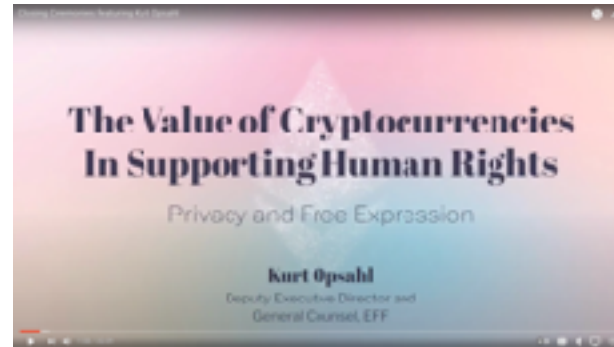 Closing Ceremonies featuring Kurt Opsahl
The Value of Cryptocurrencies
In Supporting Human Rights
Privacy and Free Expression
Kurt Opsahl
Deputy Executive Director and
General Counsel, EFF